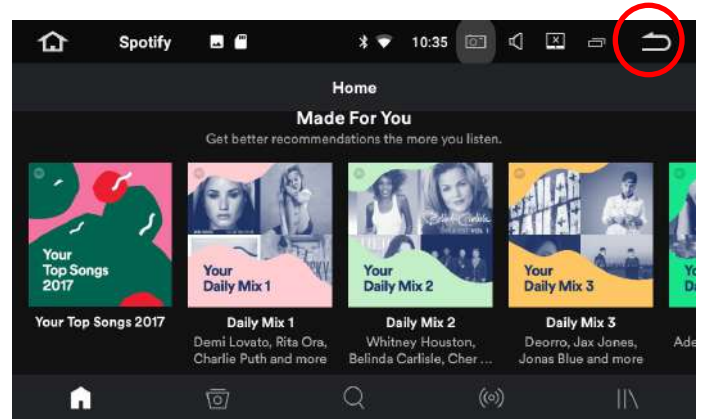 Spotify
10:35
Home
Made For You
Get better recommendations the more you listen.
Your
Top Songs
2017
Your
Daily Mix 1
Your
Daily Mix 2
Your
Daily Mix 3
Your Top Songs 2017
Daily Mix 1
Demi Lovato, Rita Ora,
Charlie Puth and more
Daily Mix 2
Whitney Houston,
Belinda Carlisle, Cher ...
Daily Mix 3
Deorro, Jax Jones,
Jonas Blue and more